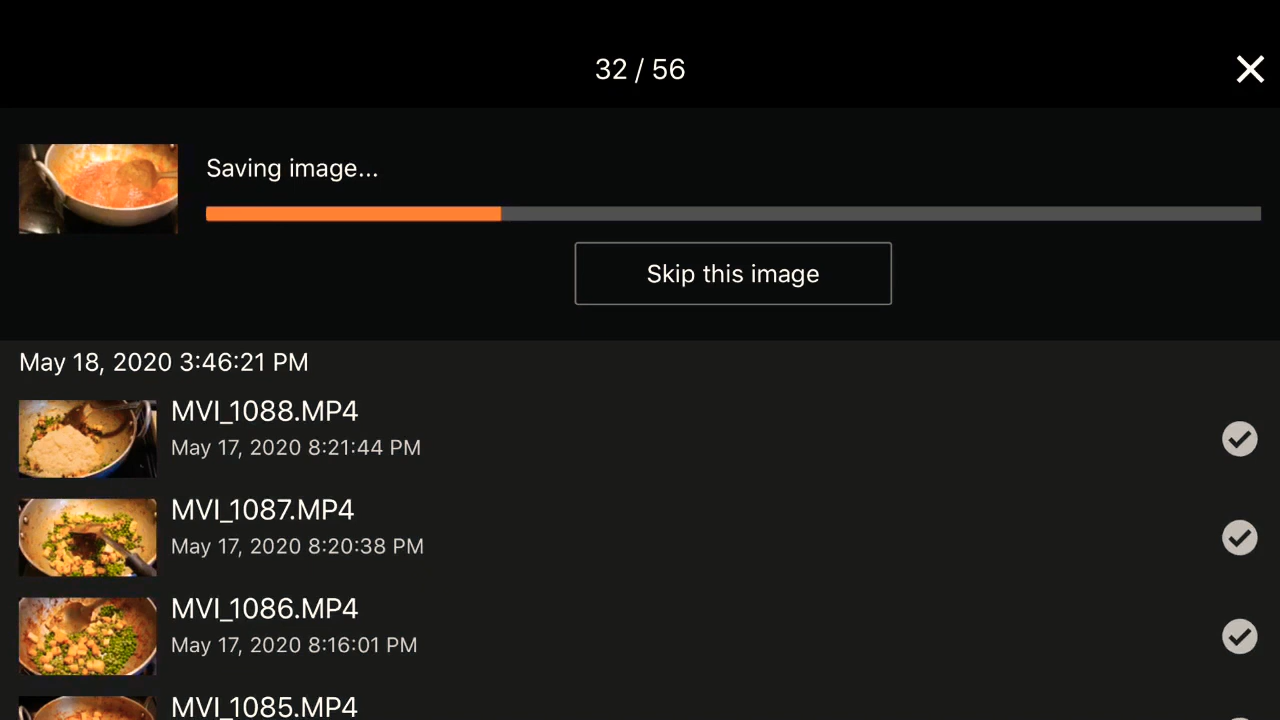 32 / 56
Saving image...
Skip this image
May 18, 2020 3:46:21 PM
MVI_1088.MP4
May 17, 2020 8:21:44 PM
MVI_1087.MP4
May 17, 2020 8:20:38 PM
MVI_1086.MP4
May 17, 2020 8:16:01 PM
MVI_1085.MP4